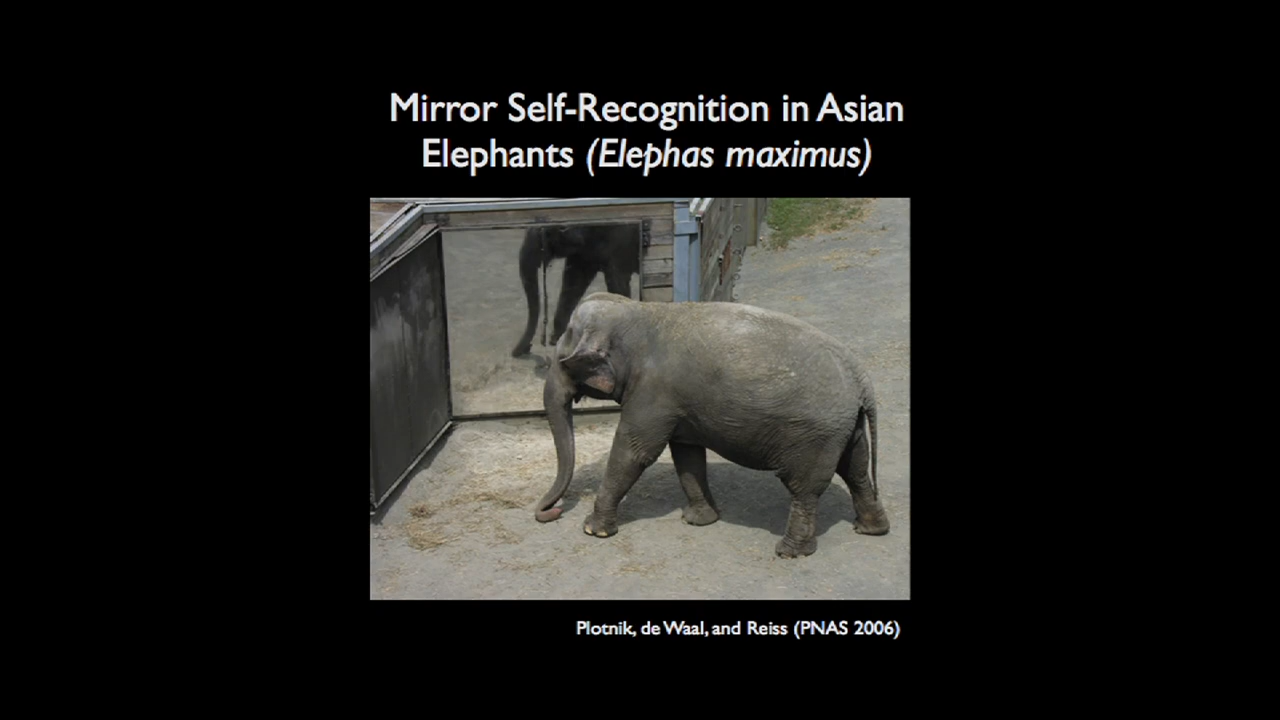 Mirror Self-Recognition in Asian
Elephants (Elephas maximus)
Plotnik, de Waal, and Reiss (PNAS 2006)